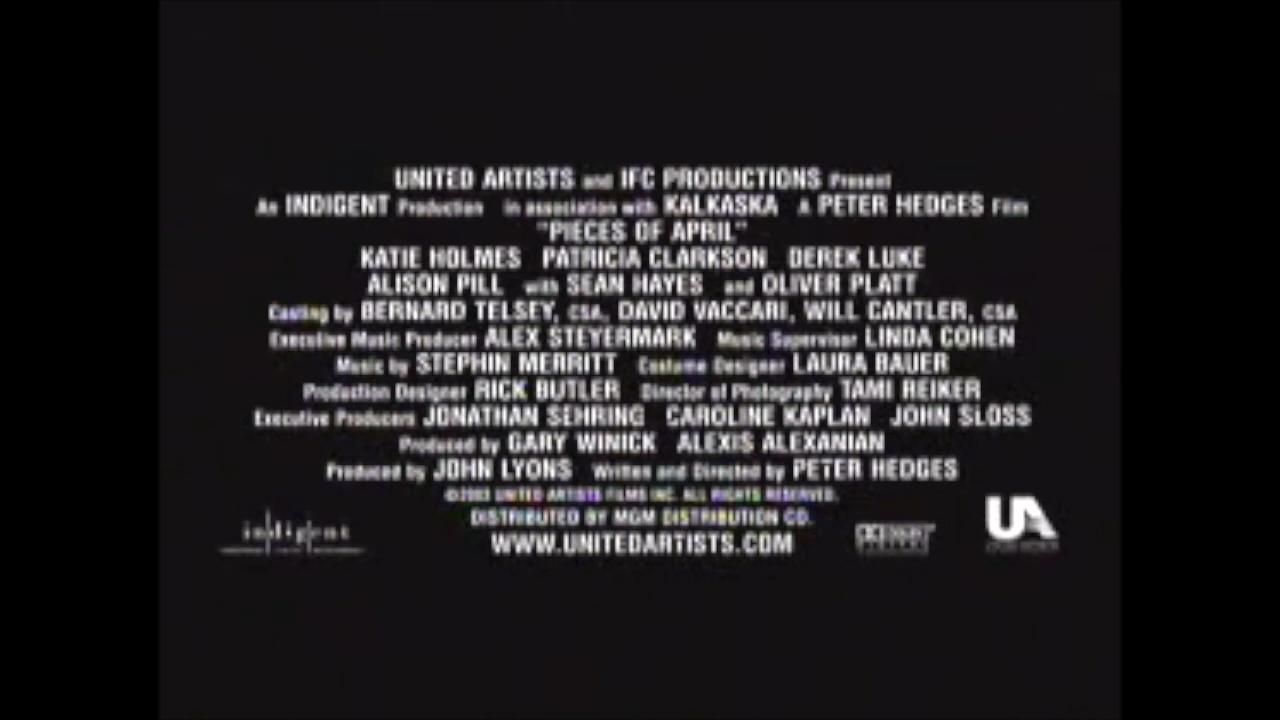 UNITED ARTISTS and IFC PRODUCTIONS Present
An INDIGENT Production in association with KALKASKA A PETER HEDGES Film
"PIECES OF APRIL"
KATIE HOLMES PATRICIA CLARKSON DEREK LUKE
ALISON PILL with SEAN HAYES and OLIVER PLATT
Casting by BERNARD TELSEY, CSA, DAVID VACCARI, WILL CANTLER, CSA
Executive Music Producer ALEX STEYERMARK Music Supervisor LINDA COHEN
Music by STEPHIN MERRITT Costume Designer LAURA BAUER
Production Designer RICK BUTLER Director of Photography TAMI REIKER
Executive Producers JONATHAN SEHRING CAROLINE KAPLAN JOHN SLOSS
Produced by GARY WINICK ALEXIS ALEXANIAN
Produced by JOHN LYONS Written and Directed by PETER HEDGES
©2003 UNITED ARTISTS FILMS INC. ALL RIGHTS RESERVED.
DISTRIBUTED BY MGM DISTRIBUTION CO.
WWW.UNITEDARTISTS.COM
indigent
UA